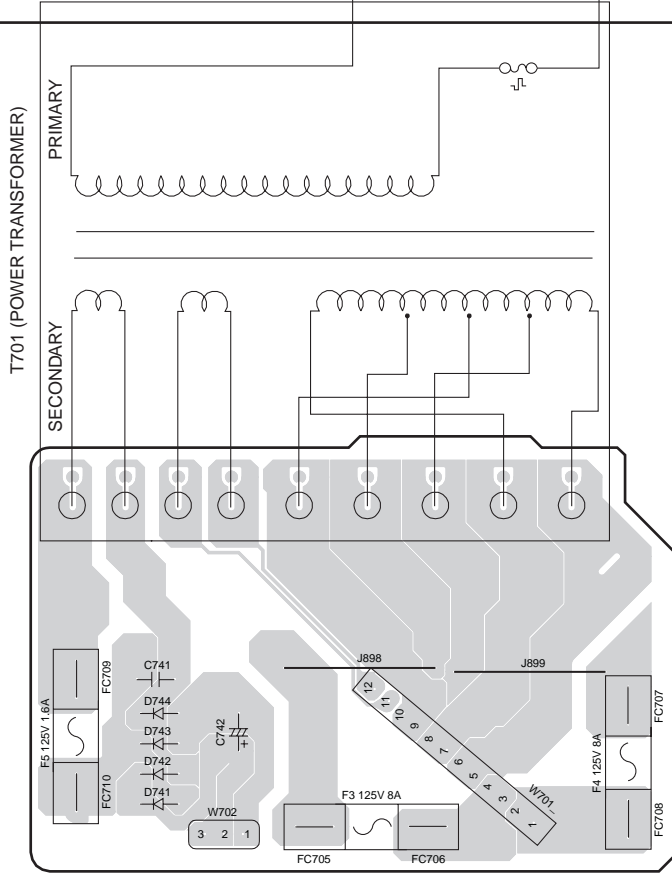 T701 (POWER TRANSFORMER)
PRIMARY
SECONDARY
F5 125V 1.6A
FC709
FC710
C741
D744
D743
D742
D741
C742
W702
3 2 1
J898
J899
12
11
10
9
8
7
6
5
4
3
2
1
W701
F3 125V 8A
FC705
FC706
F4 125V 8A
FC707
FC708